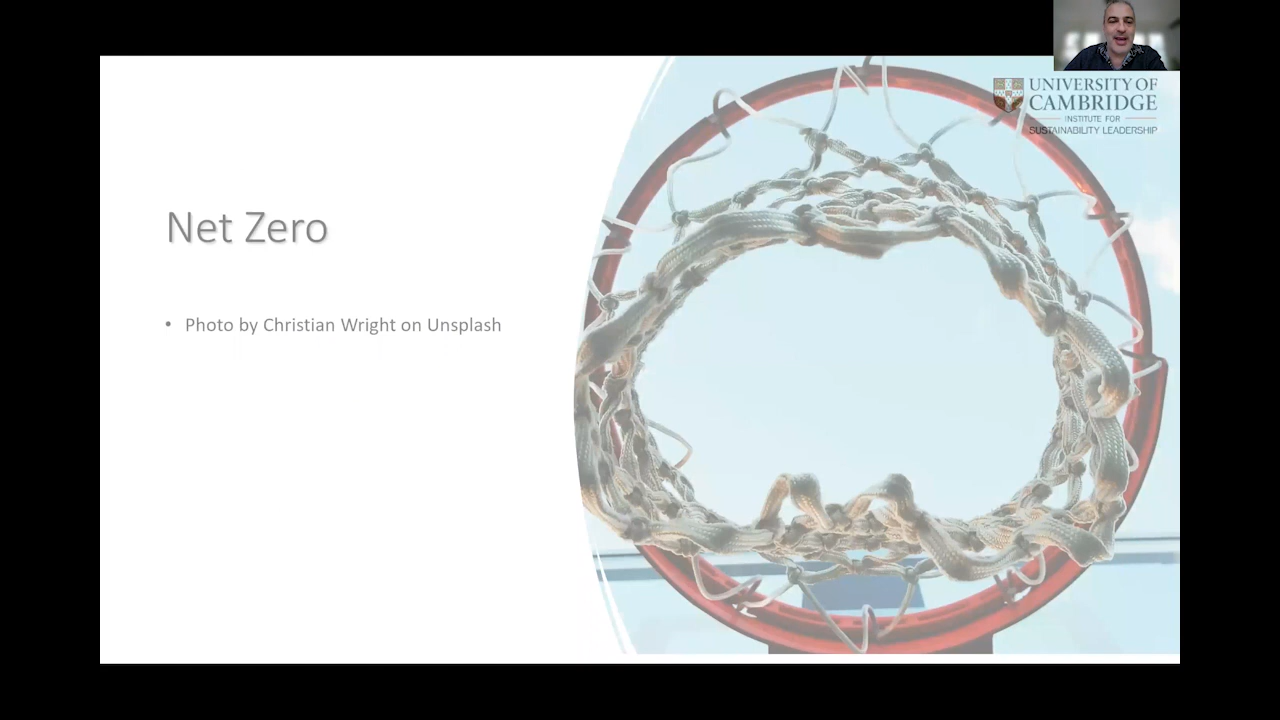 UNIVERSITY OF
CAMBRIDGE
INSTITUTE FOR
SUSTAINABILITY LEADERSHIP
Net Zero
• Photo by Christian Wright on Unsplash